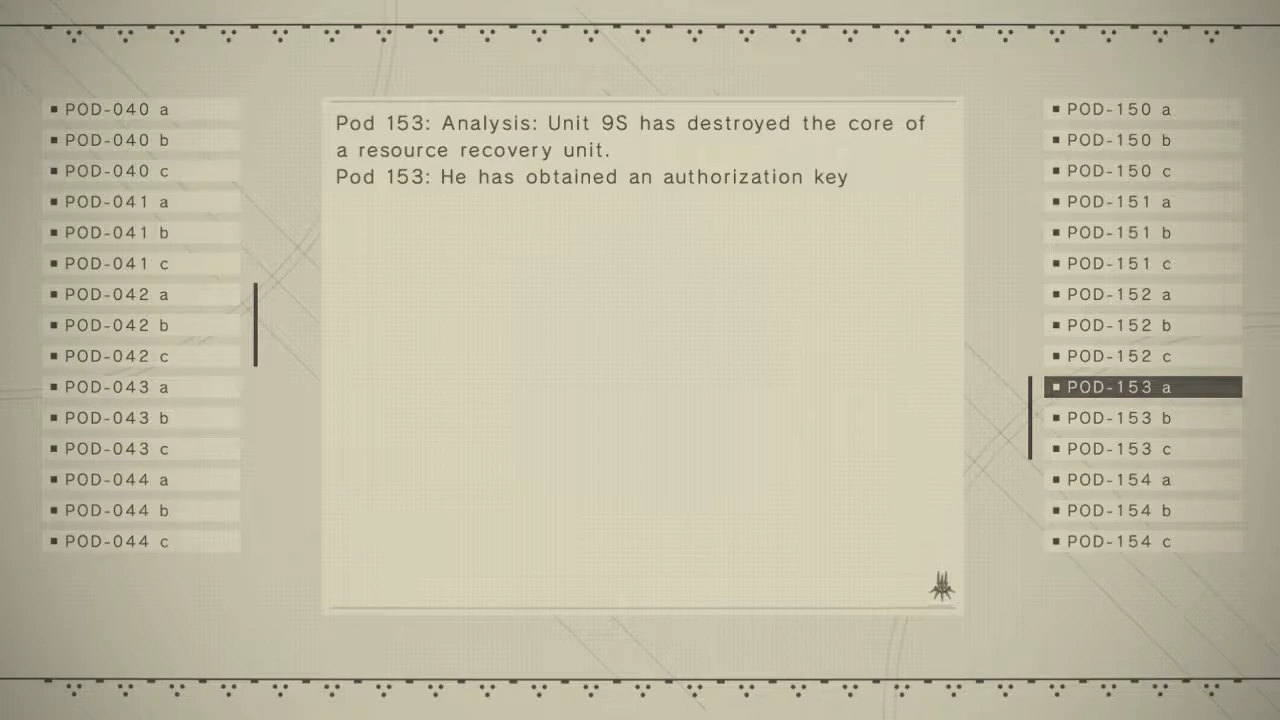 POD-040 a
POD-040 b
POD-040 c
POD-041 a
POD-041 b
POD-041 c
POD-042 a
POD-042 b
POD-042 c
POD-043 a
POD-043 b
POD-043 c
POD-044 a
POD-044 b
POD-044 c
Pod 153: Analysis: Unit 9S has destroyed the core of
a resource recovery unit.
Pod 153: He has obtained an authorization key
POD-150 a
POD-150 b
POD-150 c
POD-151 a
POD-151 b
POD-151 c
POD-152 a
POD-152 b
POD-152 c
POD-153 a
POD-153 b
POD-153 c
POD-154 a
POD-154 b
POD-154 c